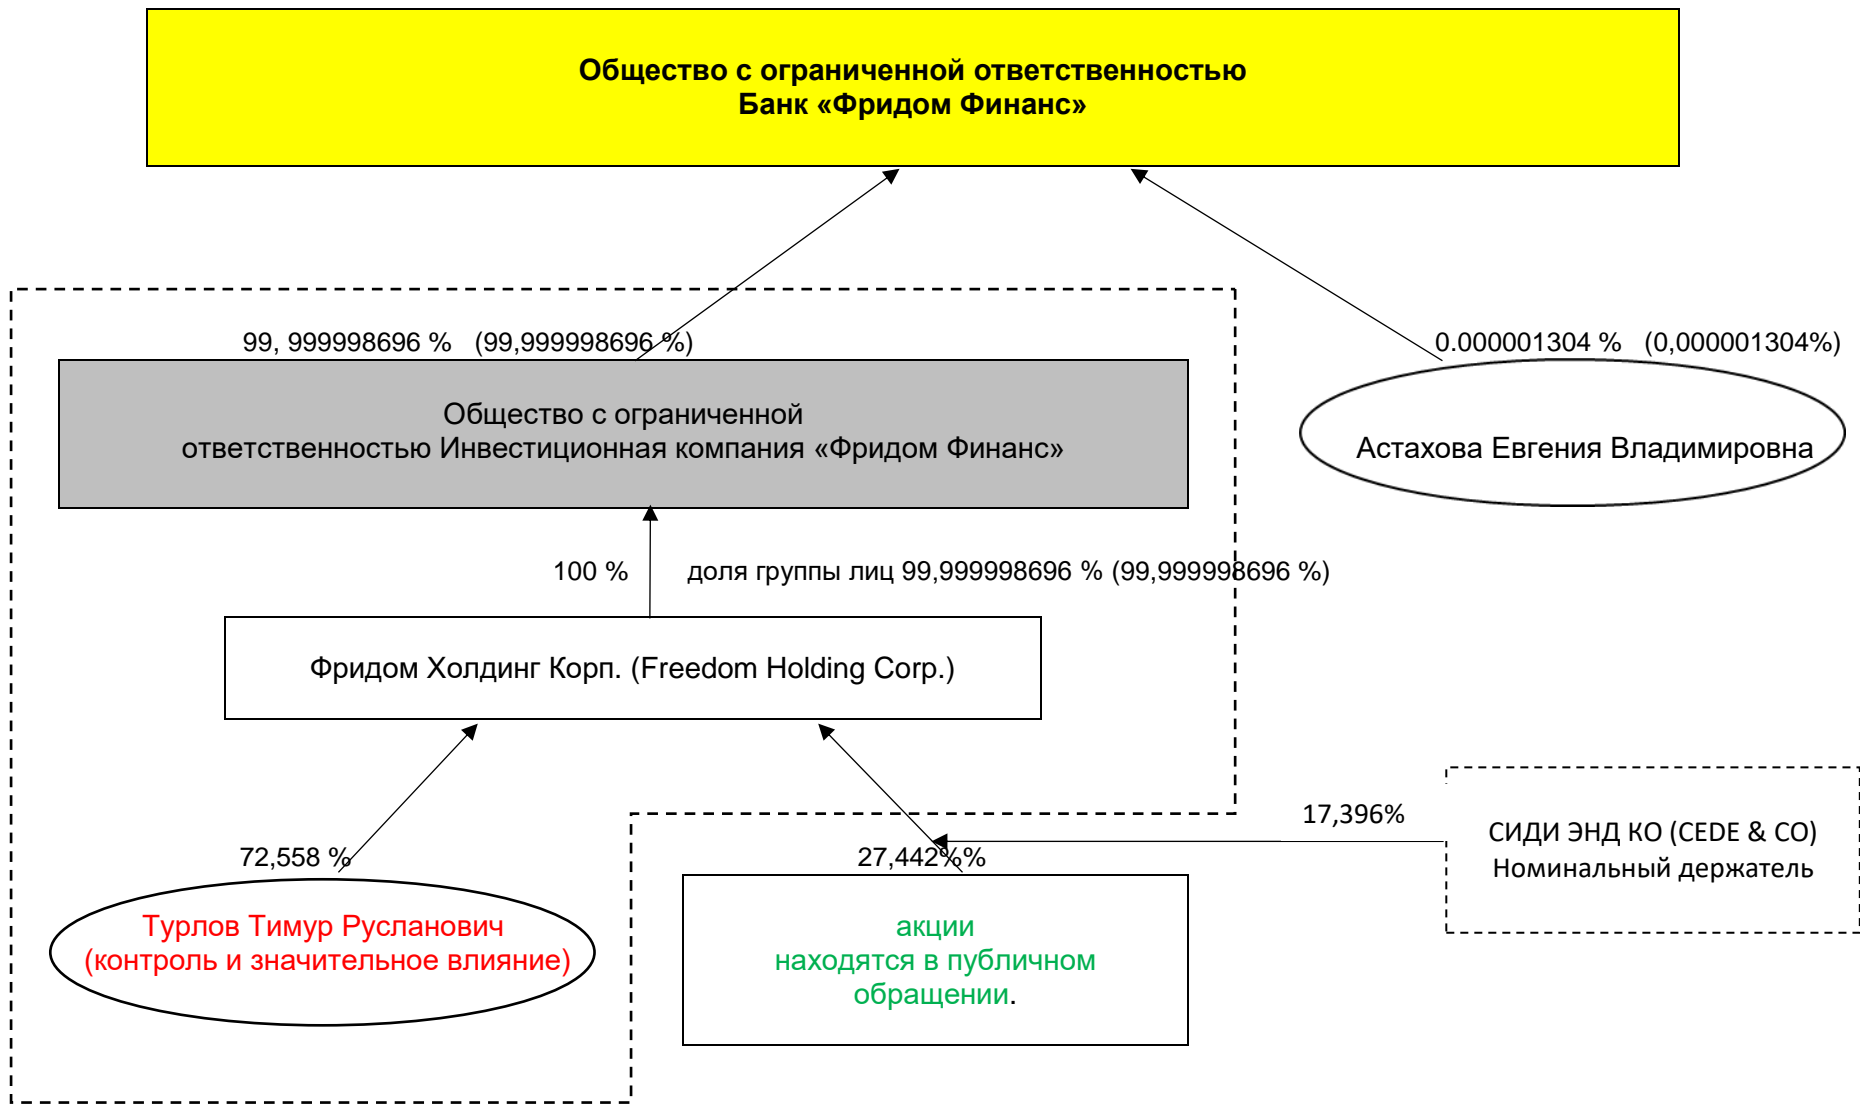 Общество с ограниченной ответственностью
Банк «Фридом Финанс»
99, 999998696 % (99,999998696 %)
0.000001304 % (0,000001304%)
Общество с ограниченной
ответственностью Инвестиционная компания «Фридом Финанс»
Астахова Евгения Владимировна
100 %
доля группы лиц 99,999998696 % (99,999998696 %)
Фридом Холдинг Корп. (Freedom Holding Corp.)
17,396%
СИДИ ЭНД КО (CEDE & CO)
Номинальный держатель
72,558 %
27,442%%
Турлов Тимур Русланович
(контроль и значительное влияние)
акции
находятся в публичном
обращении.